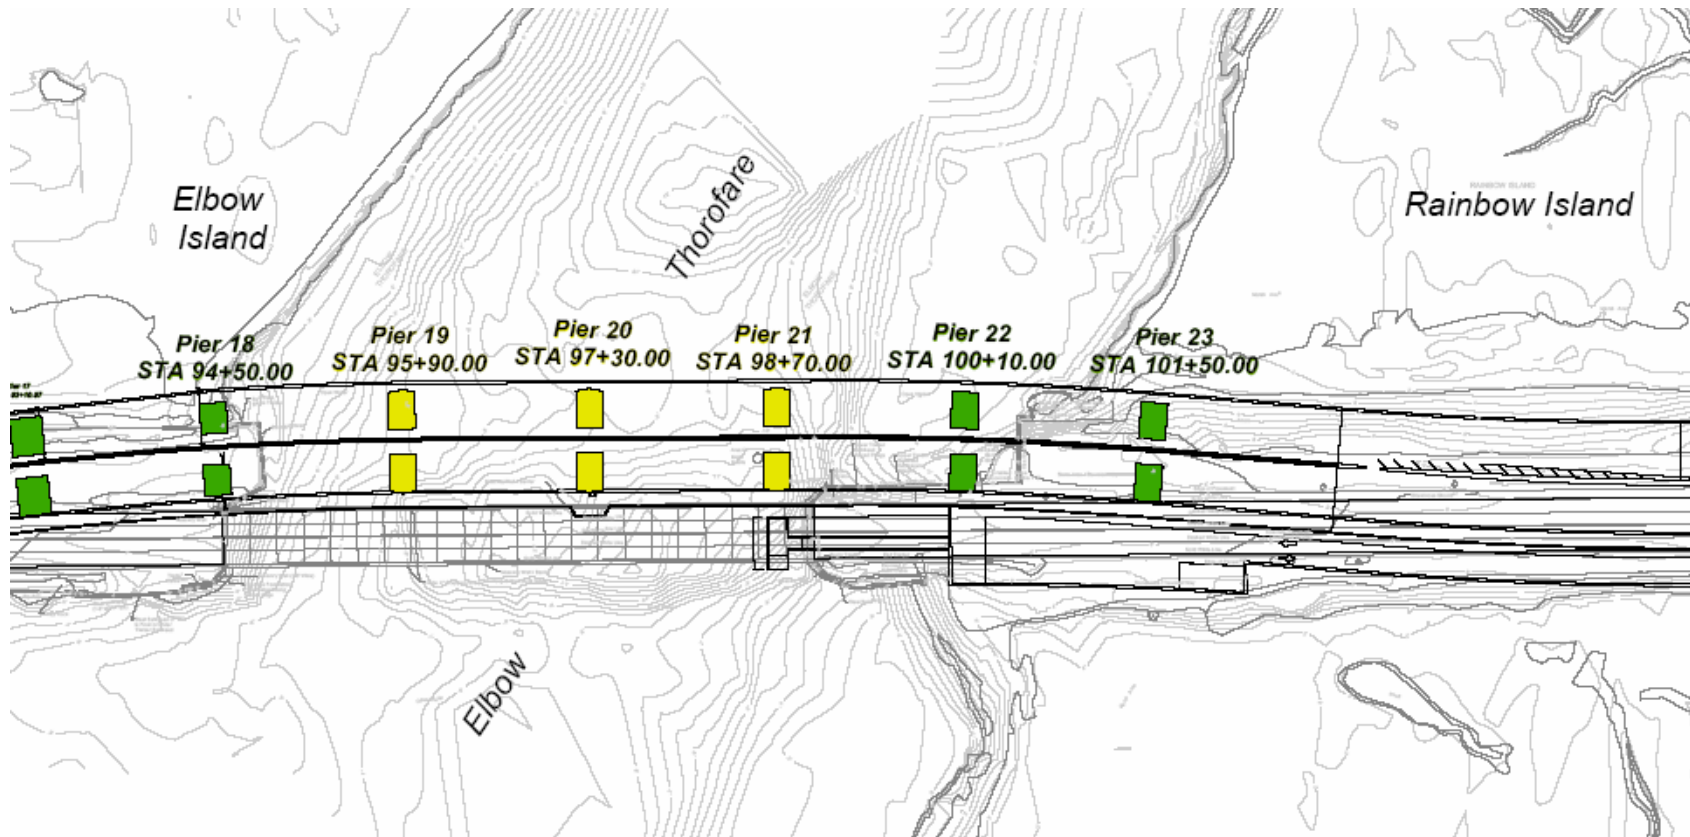 Thorofare
Elbow
Island
Rainbow Island
RAINBOW ISLAND
Pier 18
STA 94+50.00
Pier 19
STA 95+90.00
Pier 20
STA 97+30.00
Pier 21
STA 98+70.00
Pier 22
STA 100+10.00
Pier 23
STA 101+50.00
Elbow